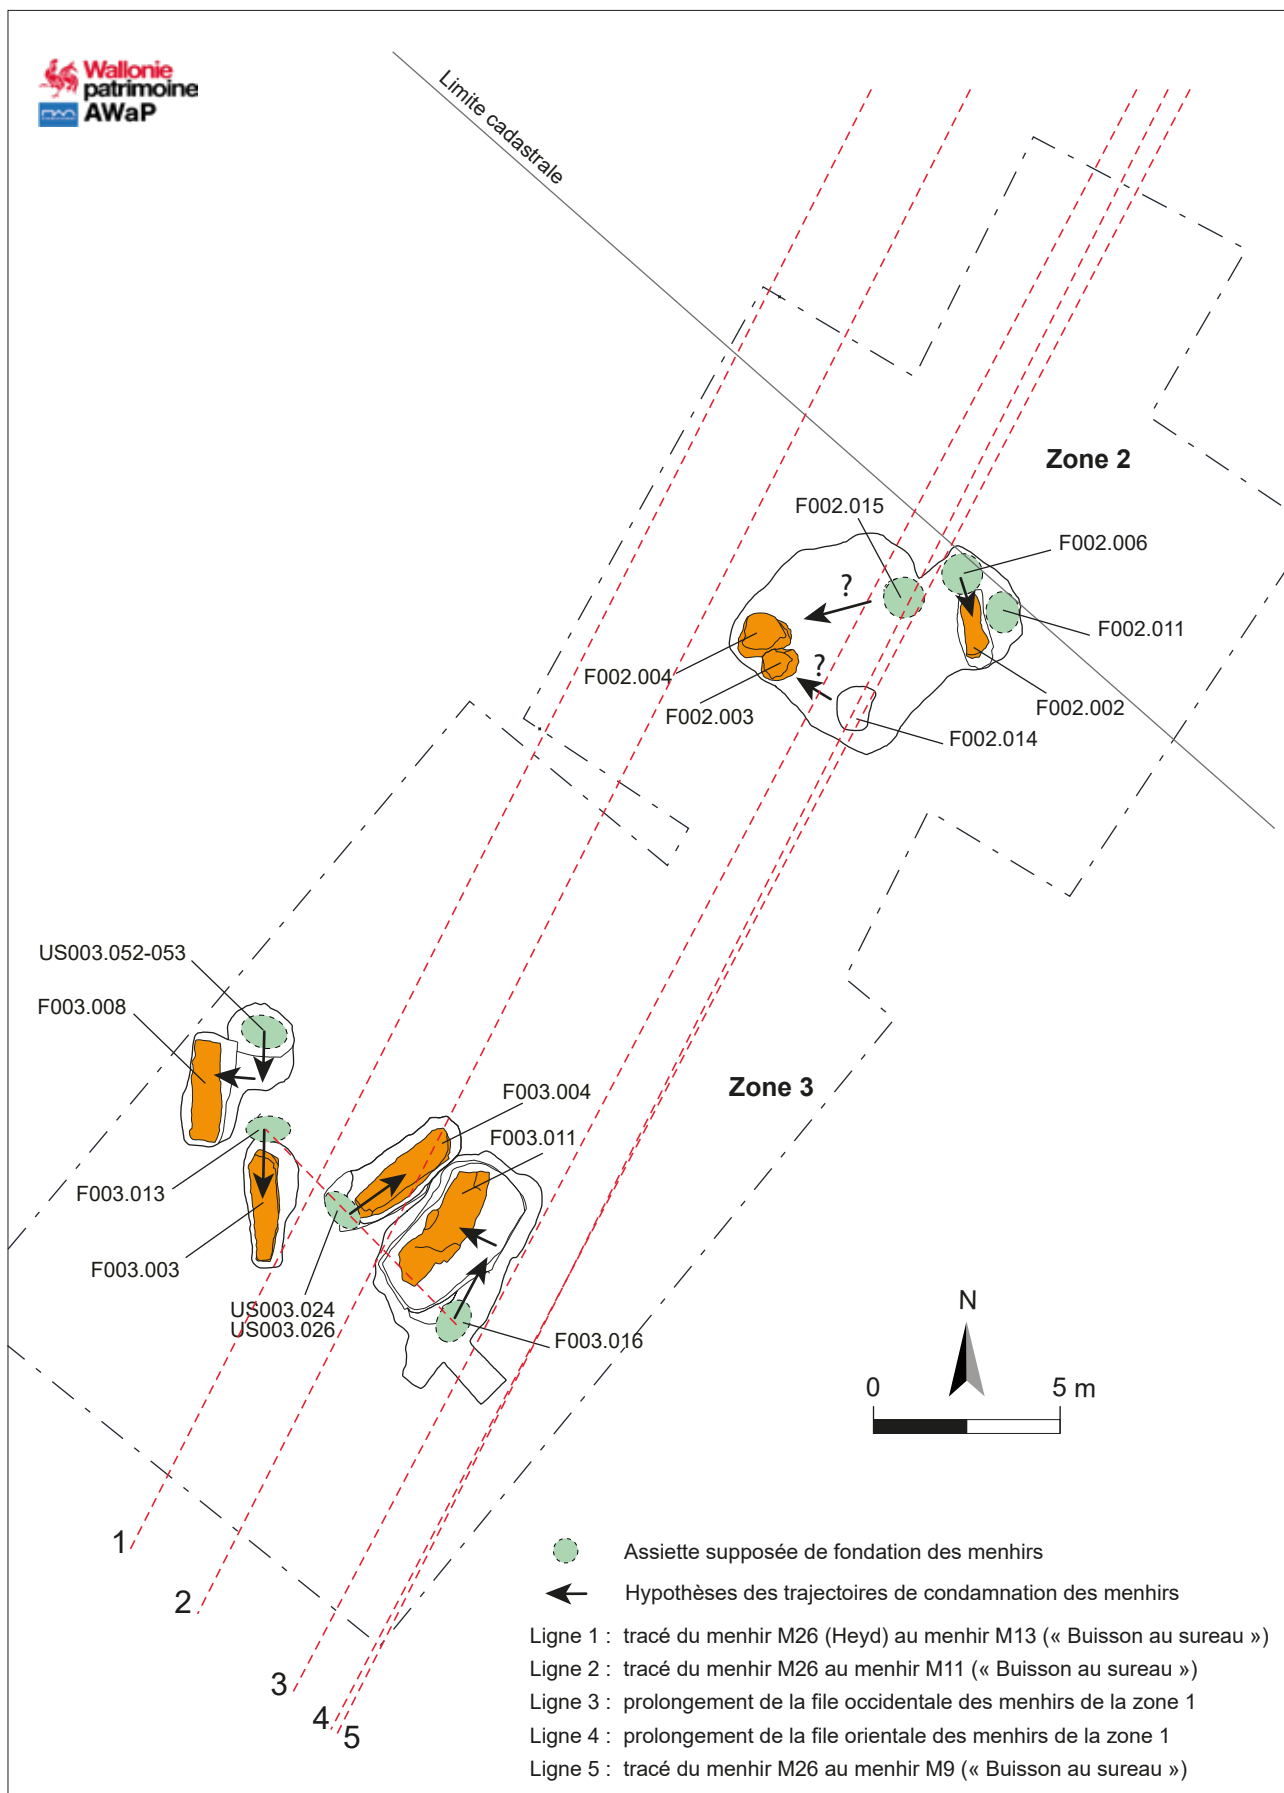 Wallonie
patrimoine
AWaP
Limite cadastrale
Zone 2
F002.015
F002.006
F002.011
F002.004
F002.003
F002.002
F002.014
US003.052-053
F003.008
Zone 3
F003.004
F003.011
F003.013
F003.003
US003.024
US003.026
F003.016
?
?
N
0 5 m
1
2
3
4
5
Assiette supposée de fondation des menhirs
Hypothèses des trajectoires de condamnation des menhirs
Ligne 1 : tracé du menhir M26 (Heyd) au menhir M13 (« Buisson au sureau »)
Ligne 2 : tracé du menhir M26 au menhir M11 (« Buisson au sureau »)
Ligne 3 : prolongement de la file occidentale des menhirs de la zone 1
Ligne 4 : prolongement de la file orientale des menhirs de la zone 1
Ligne 5 : tracé du menhir M26 au menhir M9 (« Buisson au sureau »)